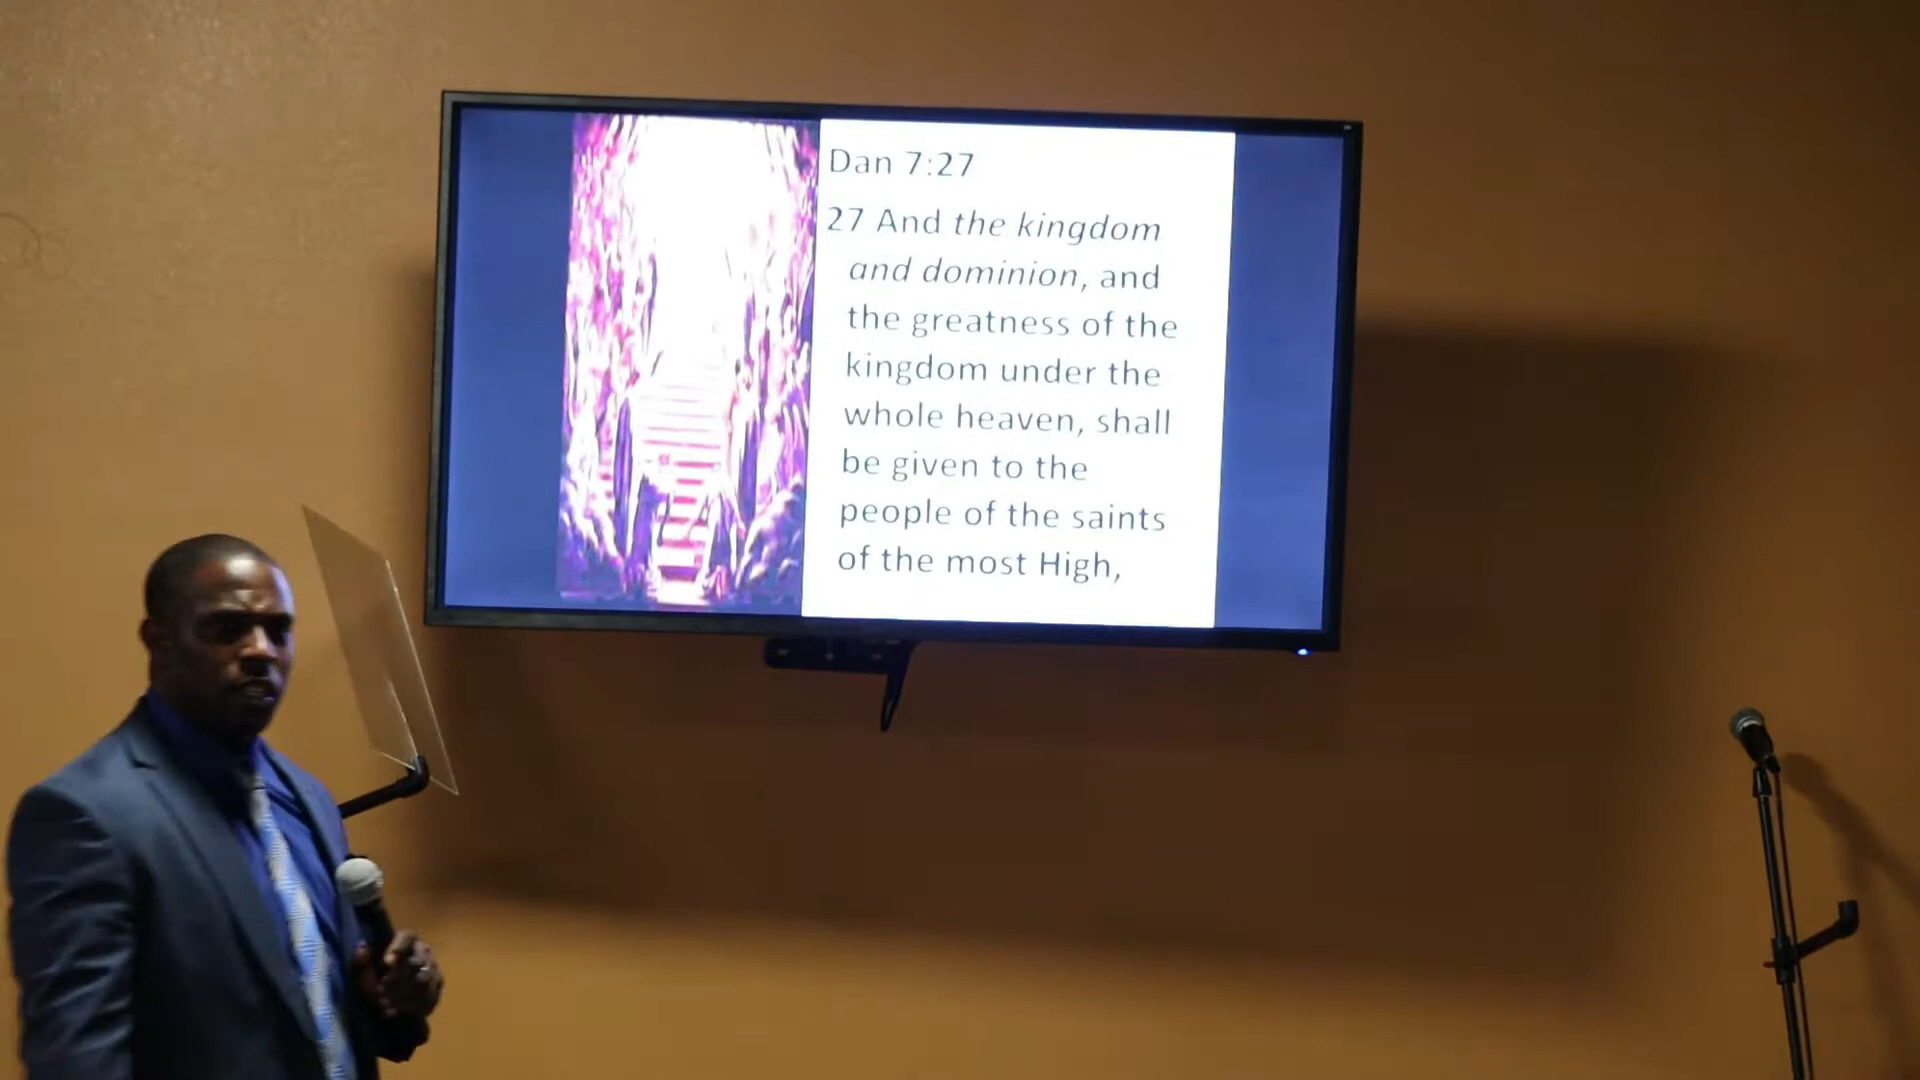 Dan 7:27
27 And the kingdom
and dominion, and
the greatness of the
kingdom under the
whole heaven, shall
be given to the
people of the saints
of the most High,